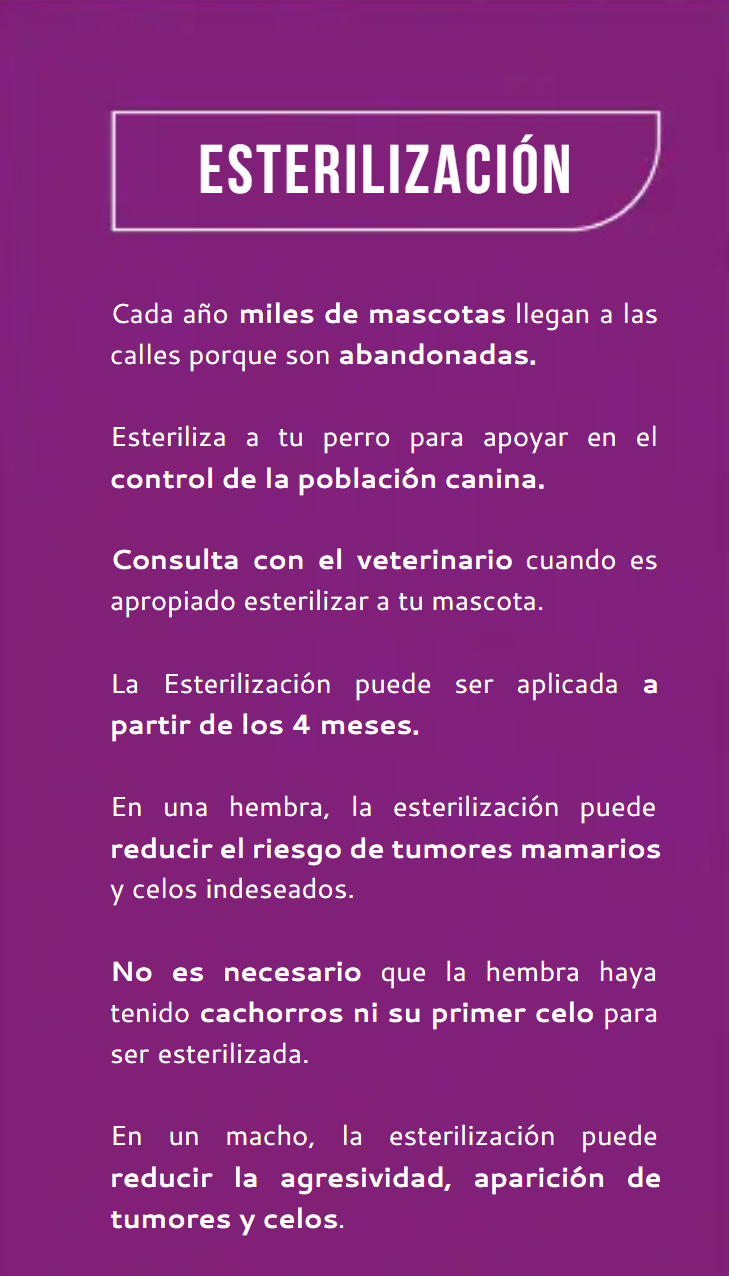 ESTERILIZACIÓN
Cada año miles de mascotas llegan a las
calles porque son abandonadas.
Esteriliza a tu perro para apoyar en el
control de la población canina.
Consulta con el veterinario cuando es
apropiado esterilizar a tu mascota.
La Esterilización puede ser aplicada a
partir de los 4 meses.
En una hembra, la esterilización puede
reducir el riesgo de tumores mamarios
y celos indeseados.
No es necesario que la hembra haya
tenido cachorros ni su primer celo para
ser esterilizada.
En un macho, la esterilización puede
reducir la agresividad, aparición de
tumores y celos.